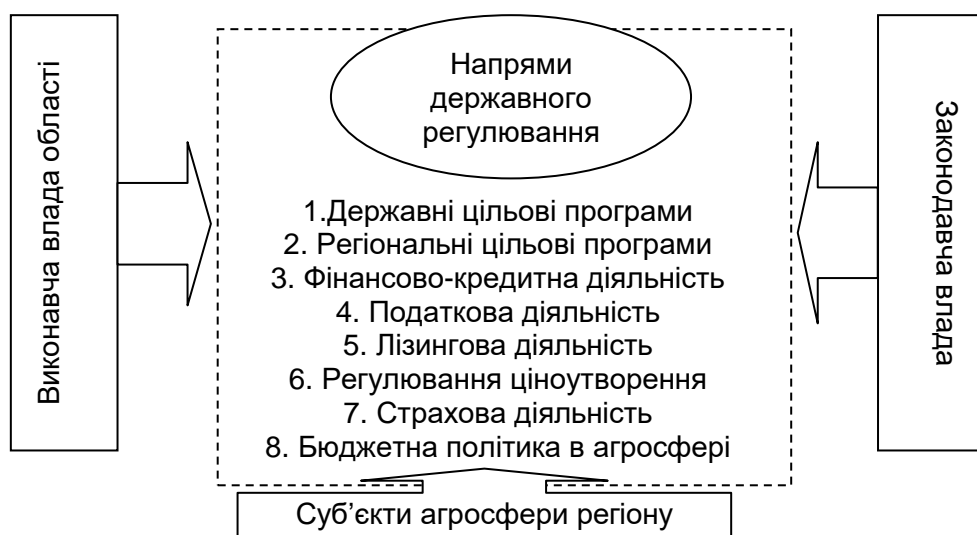 Виконавча влада області
Напрями
державного
регулювання
1.Державні цільові програми
2. Регіональні цільові програми
3. Фінансово-кредитна діяльність
4. Податкова діяльність
5. Лізингова діяльність
6. Регулювання ціноутворення
7. Страхова діяльність
8. Бюджетна політика в агросфері
Законодавча влада
Суб’єкти агросфери регіону